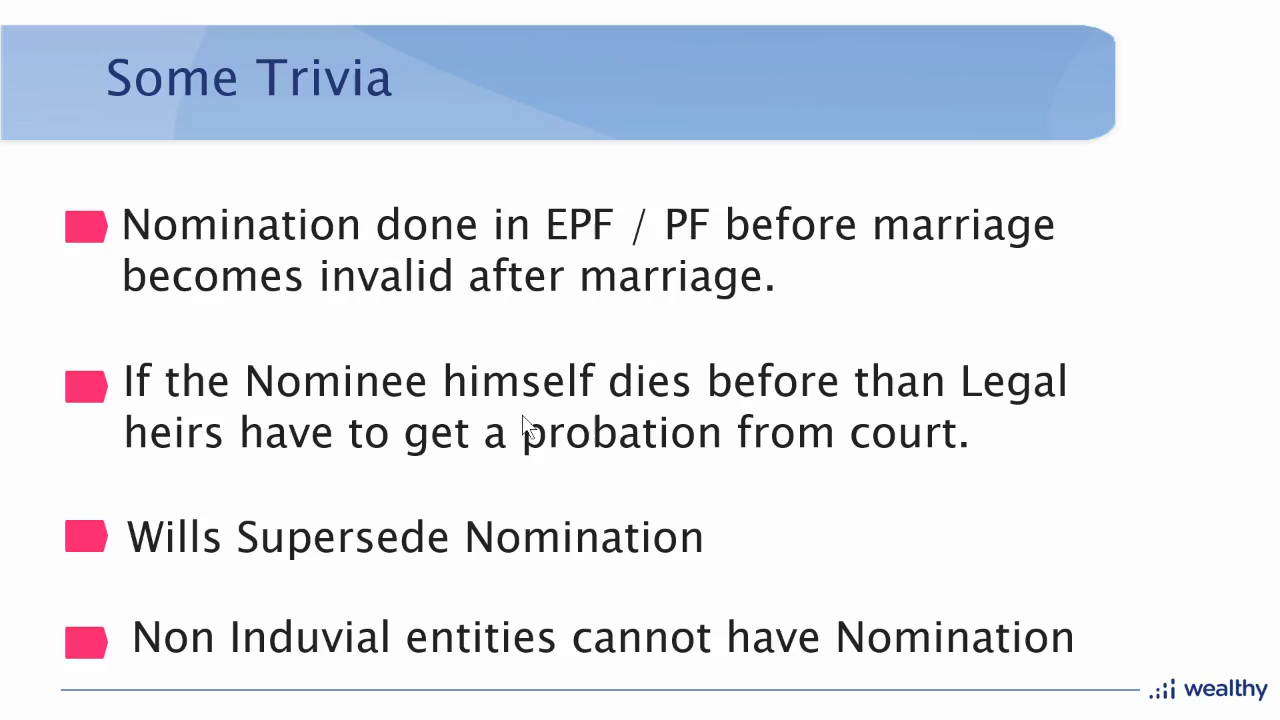 Some Trivia
Nomination done in EPF / PF before marriage
becomes invalid after marriage.
If the Nominee himself dies before than Legal
heirs have to get a probation from court.
Wills Supersede Nomination
Non Induvial entities cannot have Nomination
wealthy